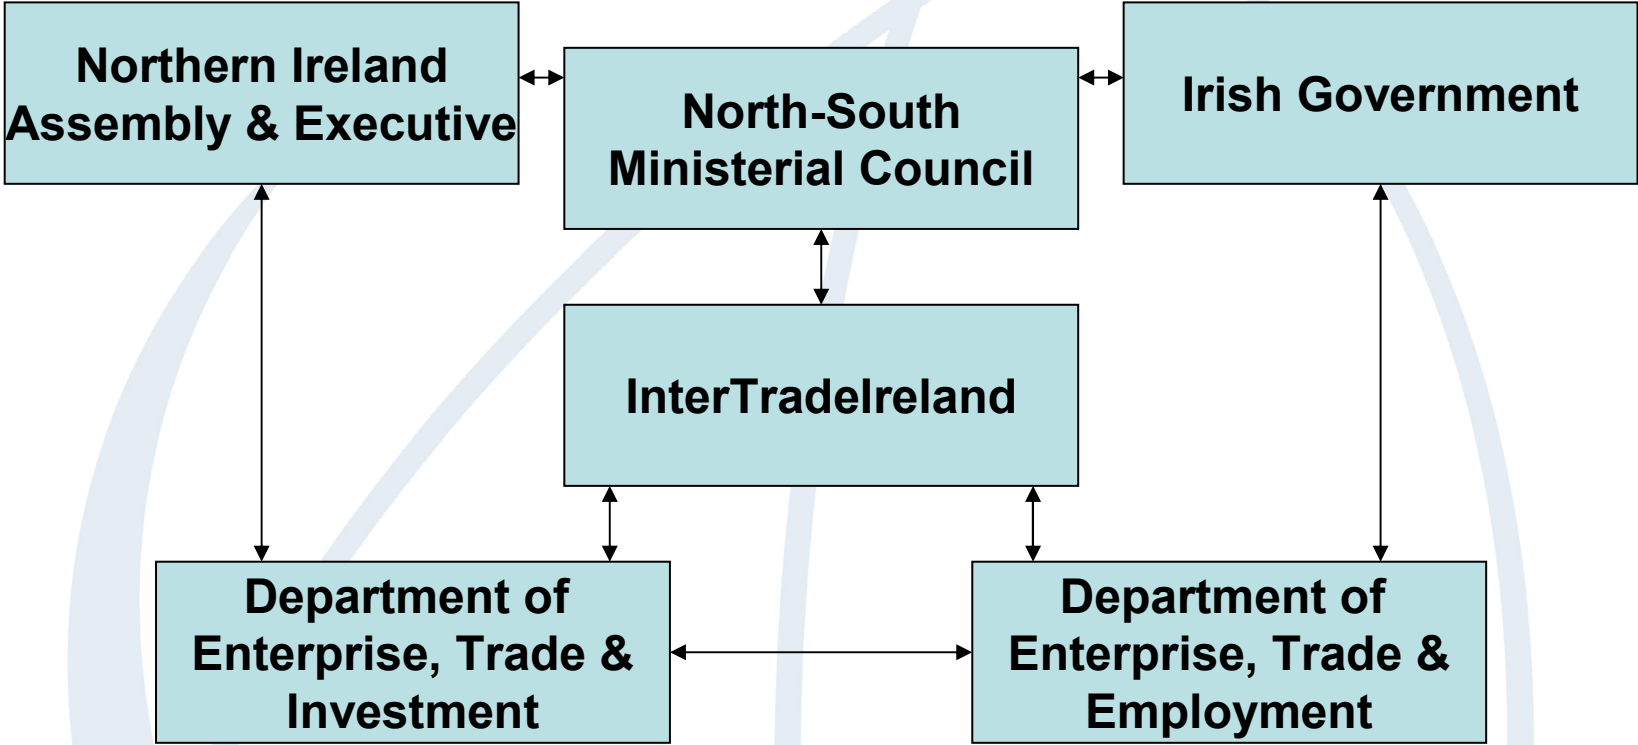 Northern Ireland
Assembly & Executive
North-South
Ministerial Council
Irish Government
InterTradeIreland
Department of
Enterprise, Trade &
Investment
Department of
Enterprise, Trade &
Employment